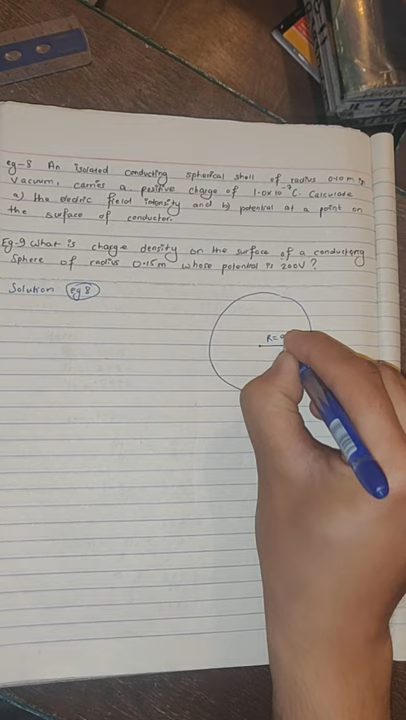 eg-8 An isolated conducting spherical shell of radius 0.10 m in
vacuum, carries a positive charge of 1.0x10⁻⁷C. Calculate
a) the electric field intensity and b) potential at a point on
the surface of conductor.
Eg-9 What is charge density on the surface of a conducting
sphere of radius 0.15m whose potential is 200V?
Solution eg 8
R=0